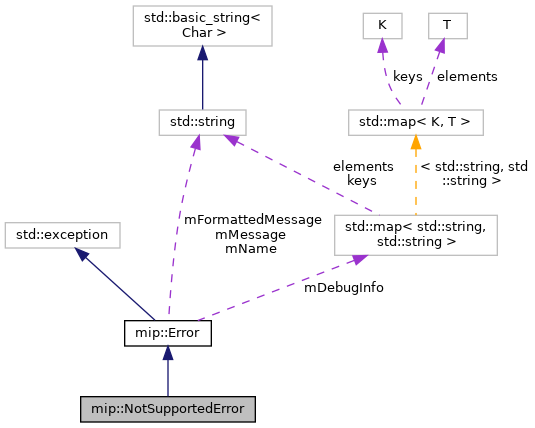 std::basic_string<
Char >
K
T
keys
elements
std::string
std::map< K, T >
elements
keys
< std::string, std
::string >
mFormattedMessage
mMessage
mName
std::exception
std::map< std::string,
std::string >
mDebugInfo
mip::Error
mip::NotSupportedError